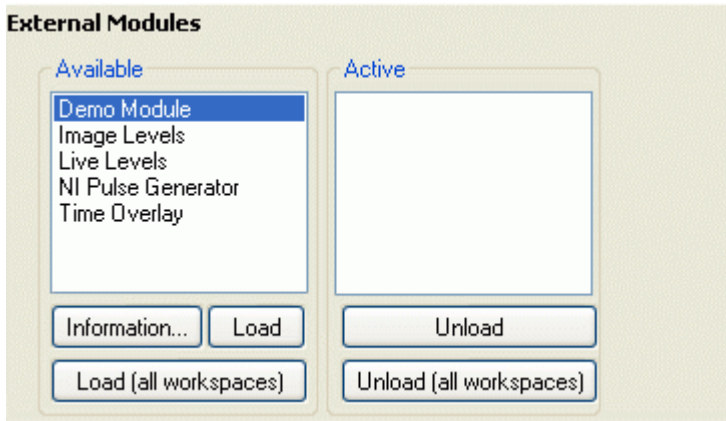 External Modules
Available
Demo Module
Image Levels
Live Levels
NI Pulse Generator
Time Overlay
Information... Load
Load (all workspaces)
Active
Unload
Unload (all workspaces)